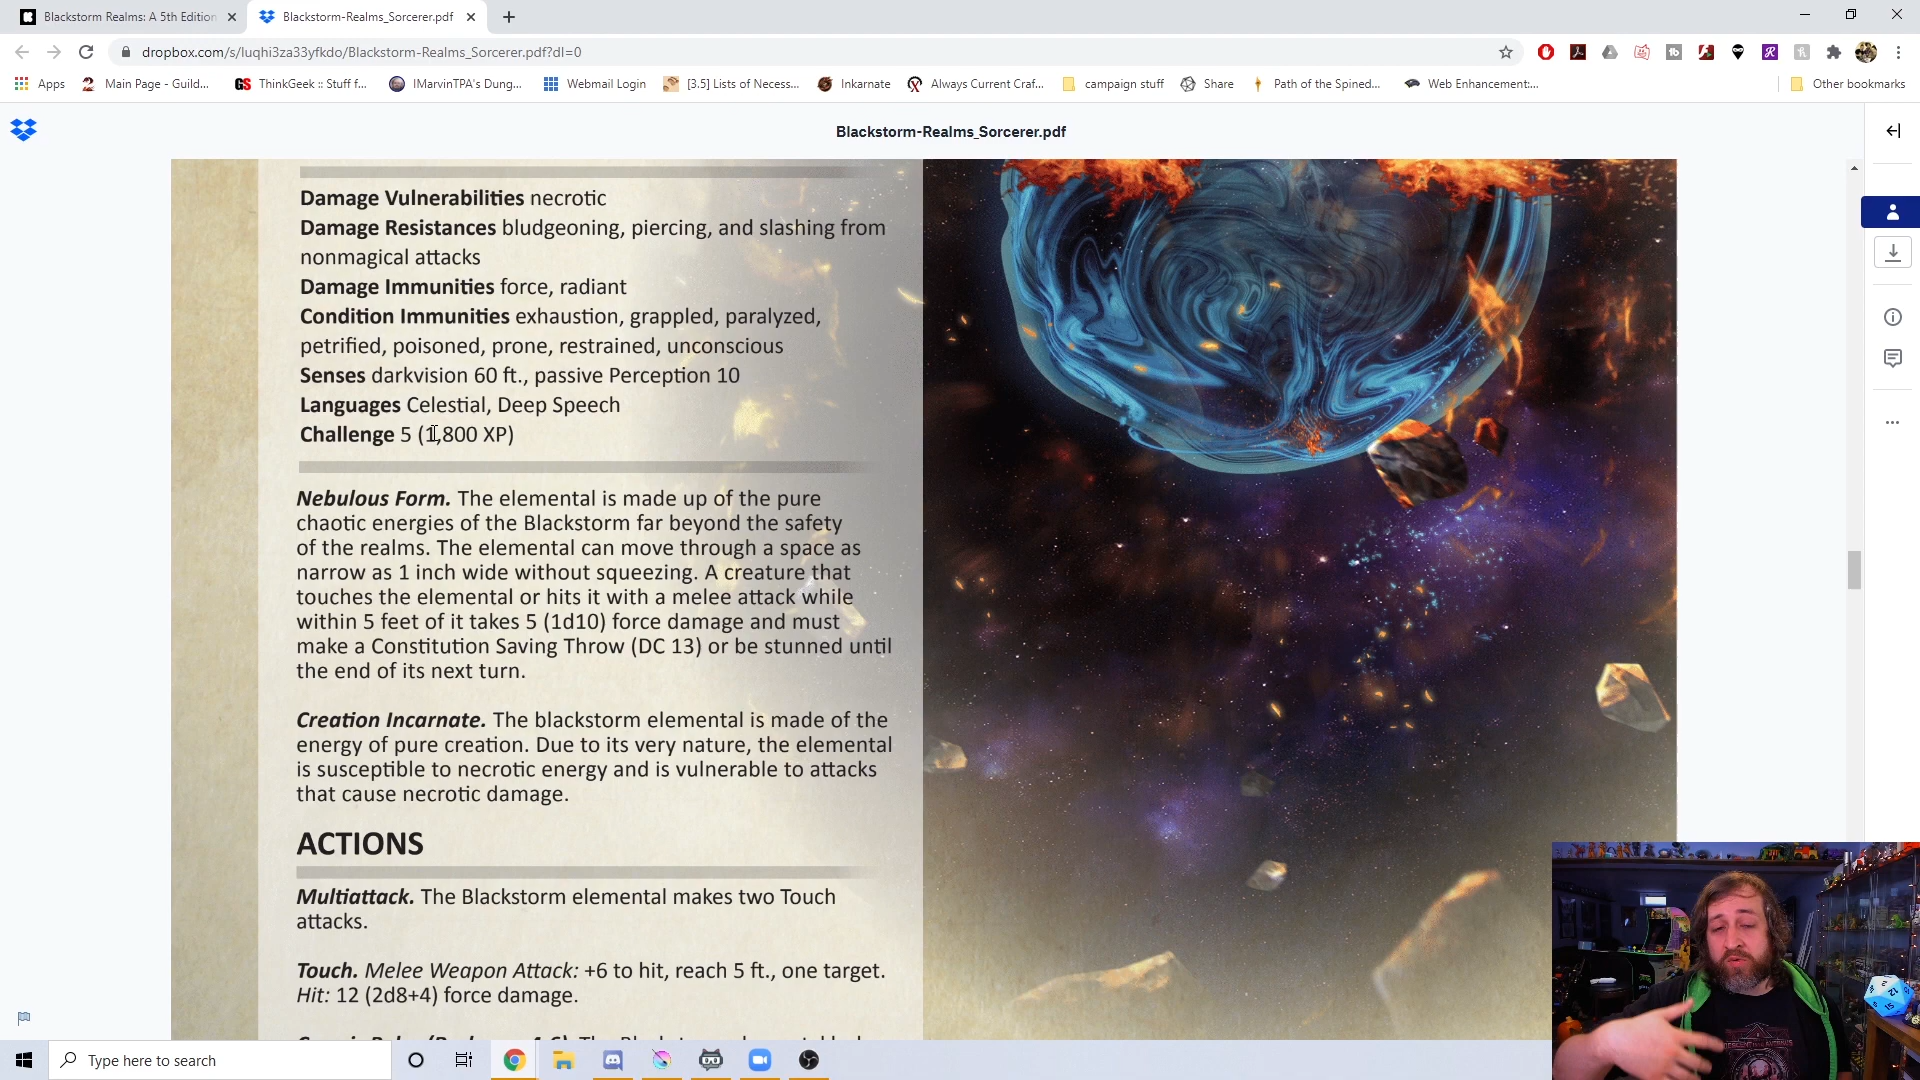 Blackstorm Realms: A 5th Edition
Blackstorm-Realms_Sorcerer.pdf
dropbox.com/s/luqhi3za33yfkdo/Blackstorm-Realms_Sorcerer.pdf?dl=0
Apps
Main Page - Guild...
GS
ThinkGeek :: Stuff f...
IMarvinTPA's Dung...
Webmail Login
[3.5] Lists of Necess...
Inkarnate
Always Current Craf...
campaign stuff
Share
Path of the Spined...
Web Enhancement:...
Other bookmarks
Blackstorm-Realms_Sorcerer.pdf
Damage Vulnerabilities necrotic
Damage Resistances bludgeoning, piercing, and slashing from
nonmagical attacks
Damage Immunities force, radiant
Condition Immunities exhaustion, grappled, paralyzed,
petrified, poisoned, prone, restrained, unconscious
Senses darkvision 60 ft., passive Perception 10
Languages Celestial, Deep Speech
Challenge 5 (1,800 XP)
Nebulous Form. The elemental is made up of the pure
chaotic energies of the Blackstorm far beyond the safety
of the realms. The elemental can move through a space as
narrow as 1 inch wide without squeezing. A creature that
touches the elemental or hits it with a melee attack while
within 5 feet of it takes 5 (1d10) force damage and must
make a Constitution Saving Throw (DC 13) or be stunned until
the end of its next turn.
Creation Incarnate. The blackstorm elemental is made of the
energy of pure creation. Due to its very nature, the elemental
is susceptible to necrotic energy and is vulnerable to attacks
that cause necrotic damage.
ACTIONS
Multiattack. The Blackstorm elemental makes two Touch
attacks.
Touch. Melee Weapon Attack: +6 to hit, reach 5 ft., one target.
Hit: 12 (2d8+4) force damage.
Type here to search